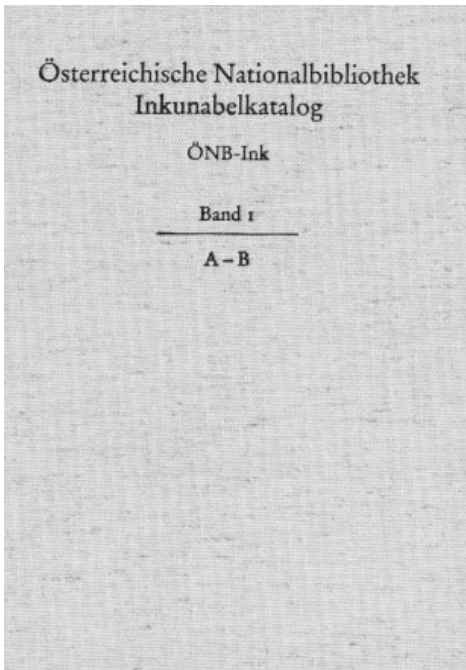 Österreichische Nationalbibliothek
Inkunabelkatalog
ÖNB-Ink
Band 1
A – B